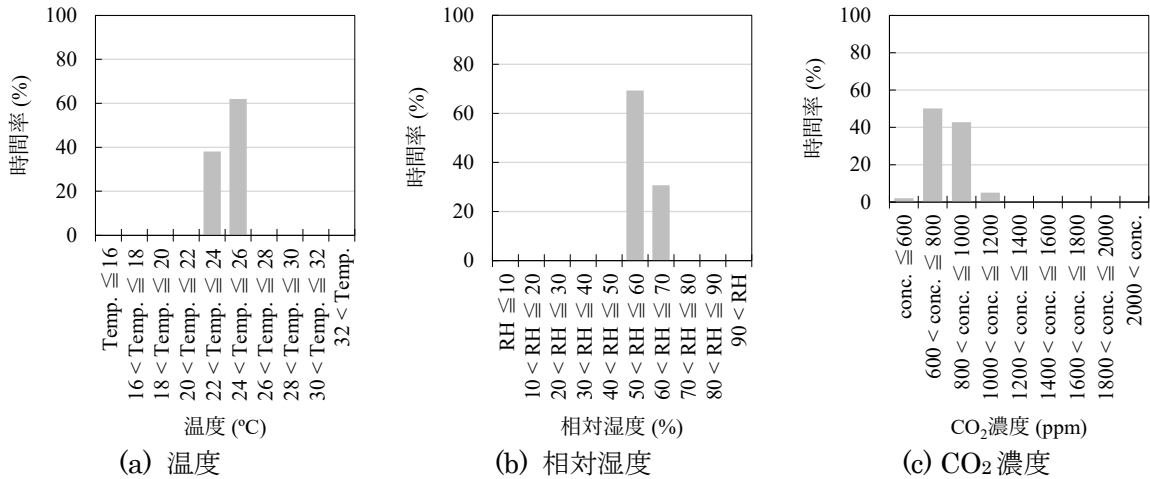 100
80
60
40
20
0
時間率 (%)
Temp. ≦ 16
16 < Temp. ≦ 18
18 < Temp. ≦ 20
20 < Temp. ≦ 22
22 < Temp. ≦ 24
24 < Temp. ≦ 26
26 < Temp. ≦ 28
28 < Temp. ≦ 30
30 < Temp. ≦ 32
32 < Temp.
温度 (ºC)
(a) 温度
100
80
60
40
20
0
時間率 (%)
RH ≦ 10
10 < RH ≦ 20
20 < RH ≦ 30
30 < RH ≦ 40
40 < RH ≦ 50
50 < RH ≦ 60
60 < RH ≦ 70
70 < RH ≦ 80
80 < RH ≦ 90
90 < RH
相対湿度 (%)
(b) 相対湿度
100
80
60
40
20
0
時間率 (%)
conc. ≦600
600 < conc. ≦ 800
800 < conc. ≦1000
1000 < conc. ≦ 1200
1200 < conc. ≦ 1400
1400 < conc. ≦ 1600
1600 < conc. ≦ 1800
1800 < conc. ≦ 2000
2000 < conc.
CO₂濃度 (ppm)
(c) CO₂ 濃度